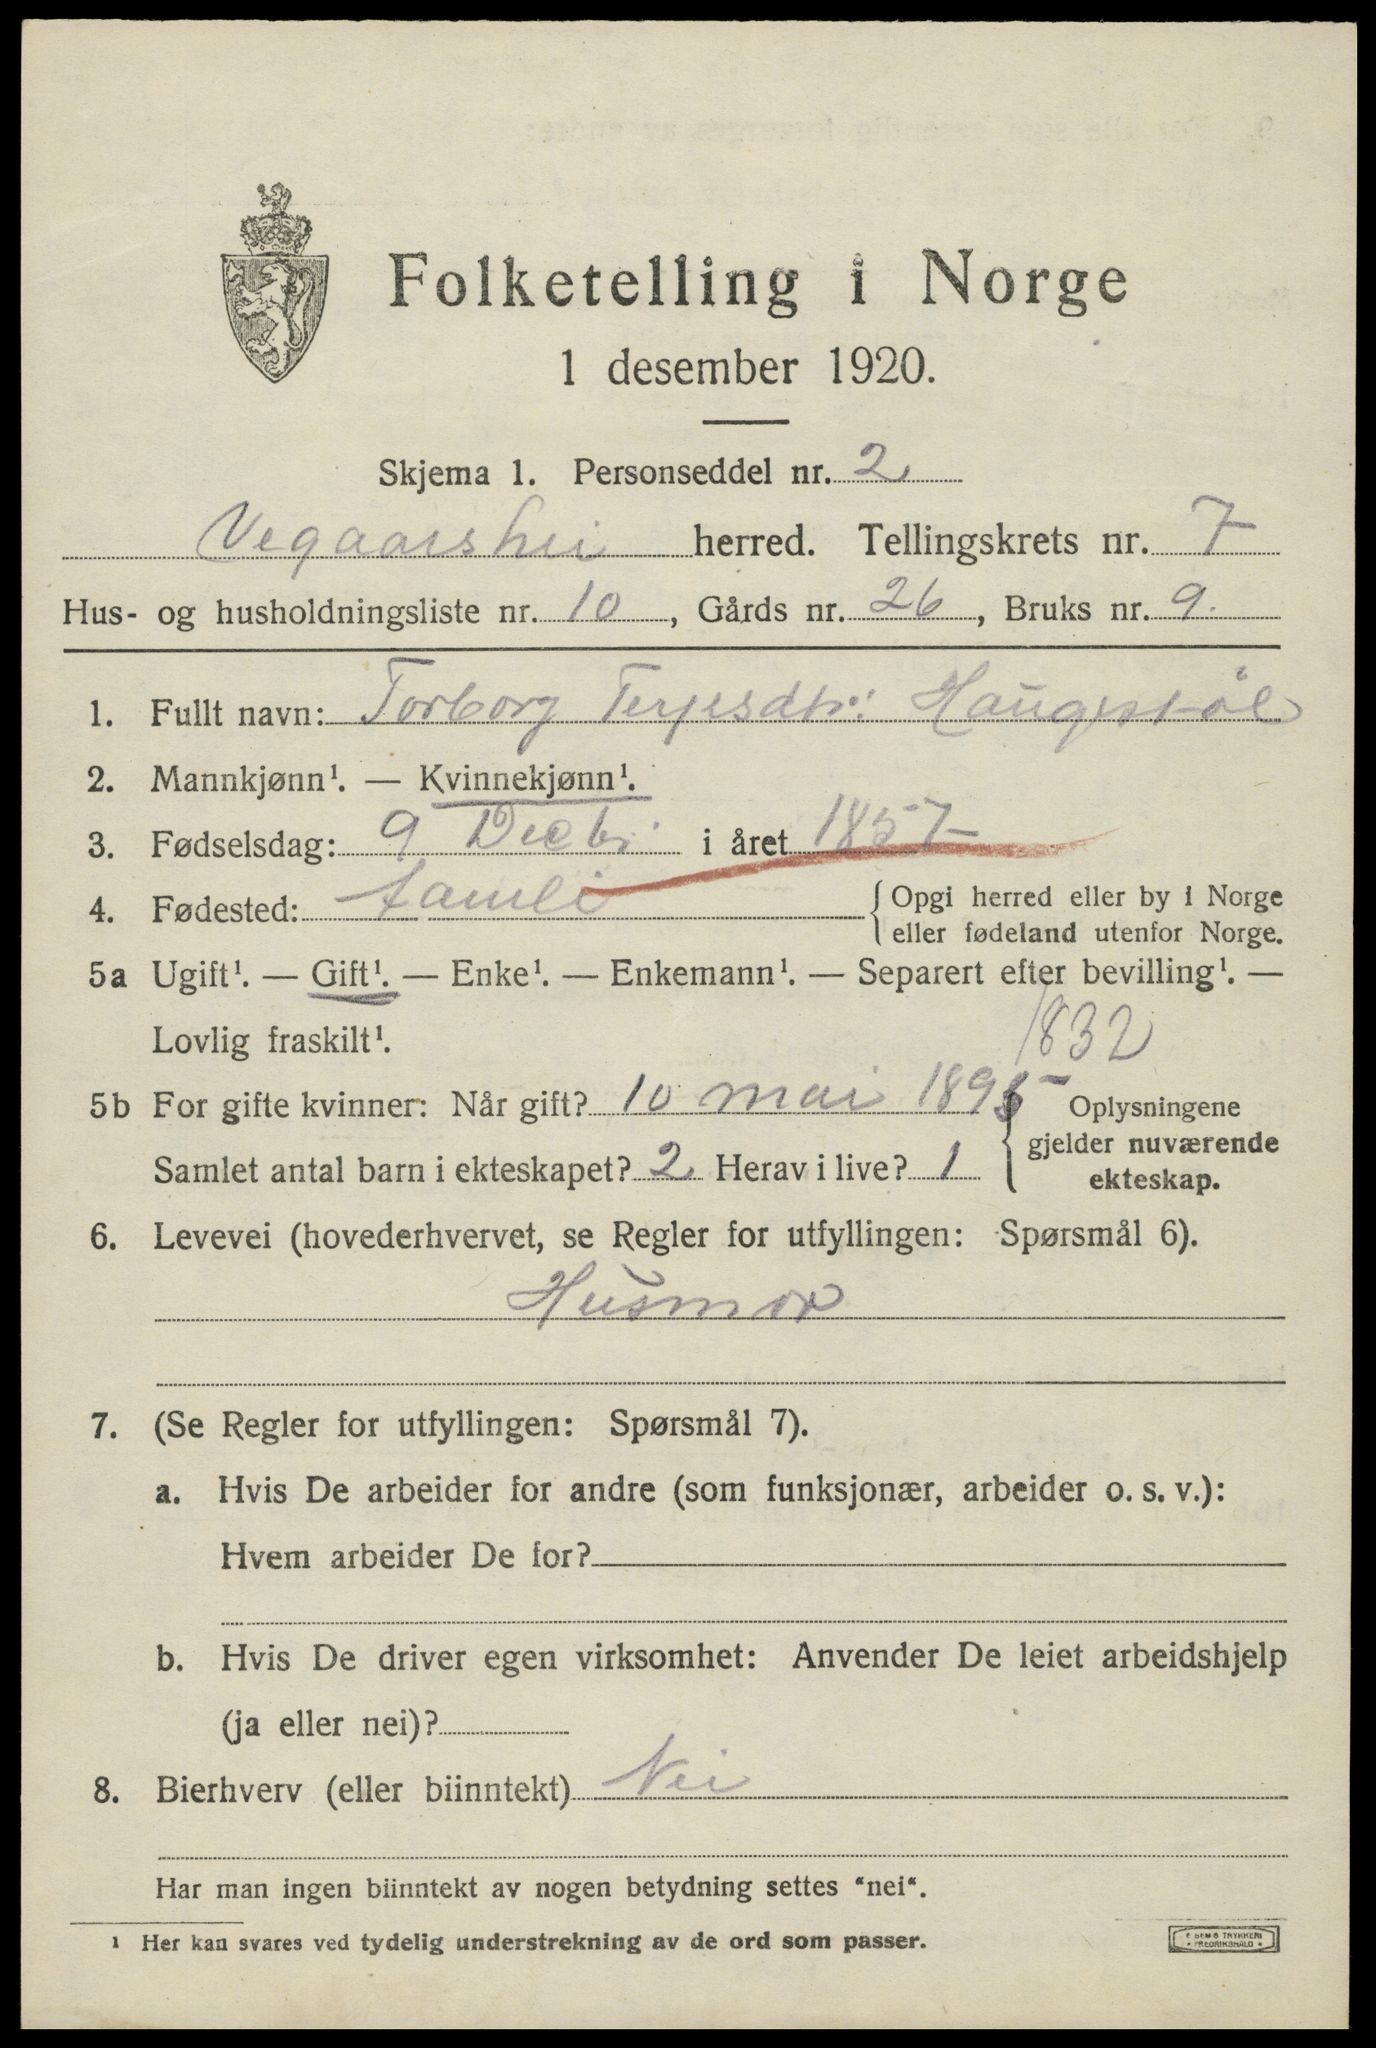 Folketelling i Norge
1 desember 1920.
Skjema 1. Personseddel nr. 2
Vegaarshei herred. Tellingskrets nr. 7
Hus- og husholdningsliste nr. 10, Gårds nr. 26, Bruks nr. 9.
1. Fullt navn: Torborg Terjesdtr: Haugestøl
2. Mannkjønn¹. — Kvinnekjønn¹.
3. Fødselsdag: 9 Decbr i året 1857
4. Fødested: Aamli { Opgi herred eller by i Norge
eller fødeland utenfor Norge.
5a Ugift¹. — Gift¹. — Enke¹. — Enkemann¹. — Separert efter bevilling¹. —
Lovlig fraskilt¹.
1832
5b For gifte kvinner: Når gift? 10 mai 1895 Oplysningene
gjelder nuværende
Samlet antal barn i ekteskapet? 2 Herav i live? 1
ekteskap.
6. Levevei (hovederhvervet, se Regler for utfyllingen: Spørsmål 6).
Husmor
7. (Se Regler for utfyllingen: Spørsmål 7).
a. Hvis De arbeider for andre (som funksjonær, arbeider o. s. v.):
Hvem arbeider De for?
b. Hvis De driver egen virksomhet: Anvender De leiet arbeidshjelp
(ja eller nei)?
8. Bierhverv (eller biinntekt) Nei
Har man ingen biinntekt av nogen betydning settes "nei".
¹ Her kan svares ved tydelig understrekning av de ord som passer.
TRYKKERI
FREDRIKSHALD